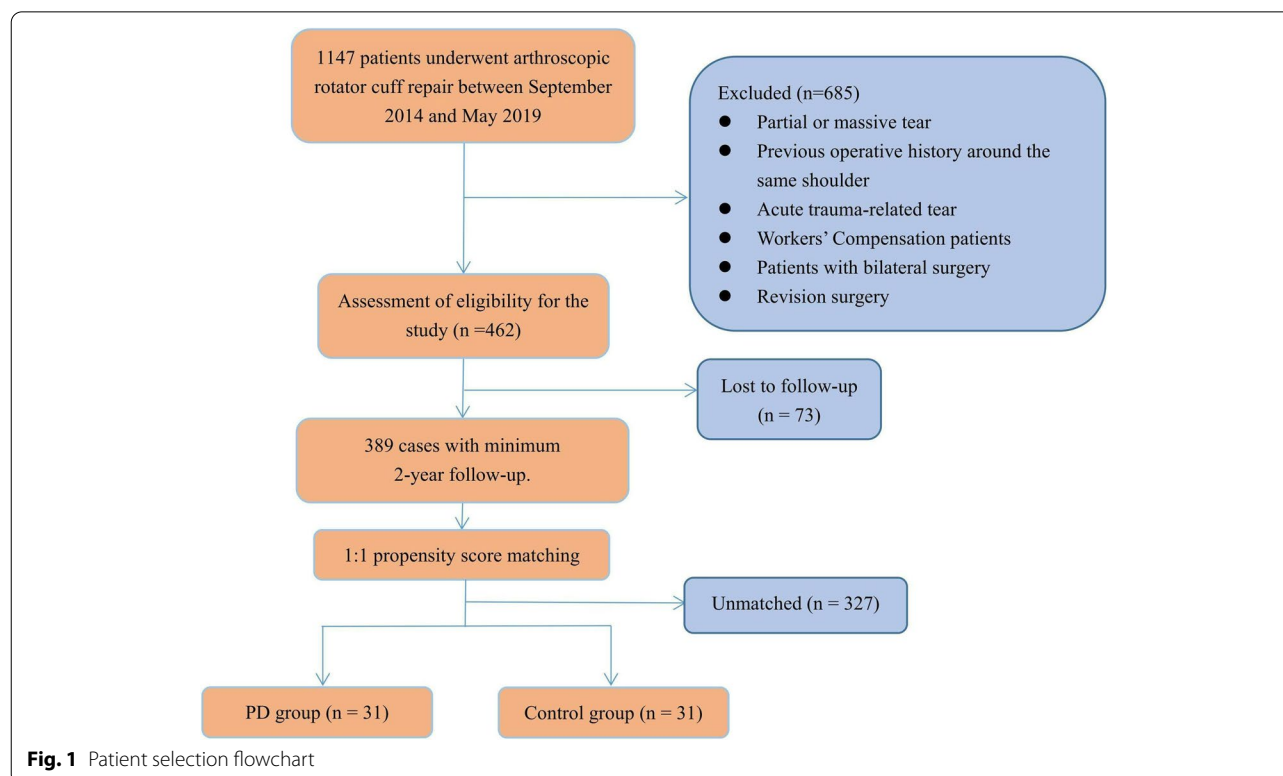 1147 patients underwent arthroscopic
rotator cuff repair between September
2014 and May 2019
Excluded (n=685)
● Partial or massive tear
● Previous operative history around the
same shoulder
● Acute trauma-related tear
● Workers' Compensation patients
● Patients with bilateral surgery
● Revision surgery
Assessment of eligibility for the
study (n =462)
Lost to follow-up
(n = 73)
389 cases with minimum
2-year follow-up.
1:1 propensity score matching
Unmatched (n = 327)
PD group (n = 31)
Control group (n = 31)
Fig. 1 Patient selection flowchart